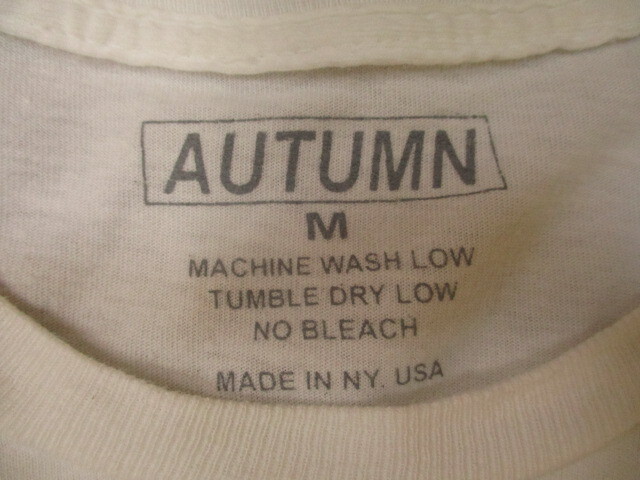 AUTUMN
M
MACHINE WASH LOW
TUMBLE DRY LOW
NO BLEACH
MADE IN NY. USA